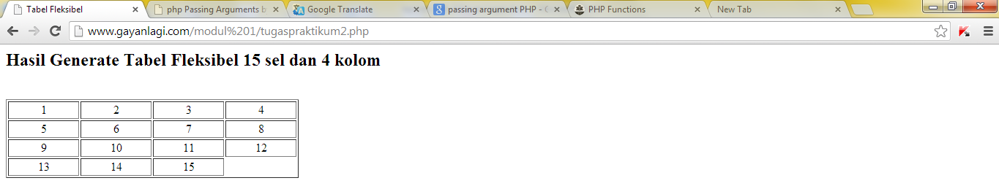 Tabel Fleksibel
php Passing Arguments b
Google Translate
passing argument PHP - G
PHP Functions
New Tab
www.gayanlagi.com/modul%201/tugaspraktikum2.php
Hasil Generate Tabel Fleksibel 15 sel dan 4 kolom
1 2 3 4
5 6 7 8
9 10 11 12
13 14 15